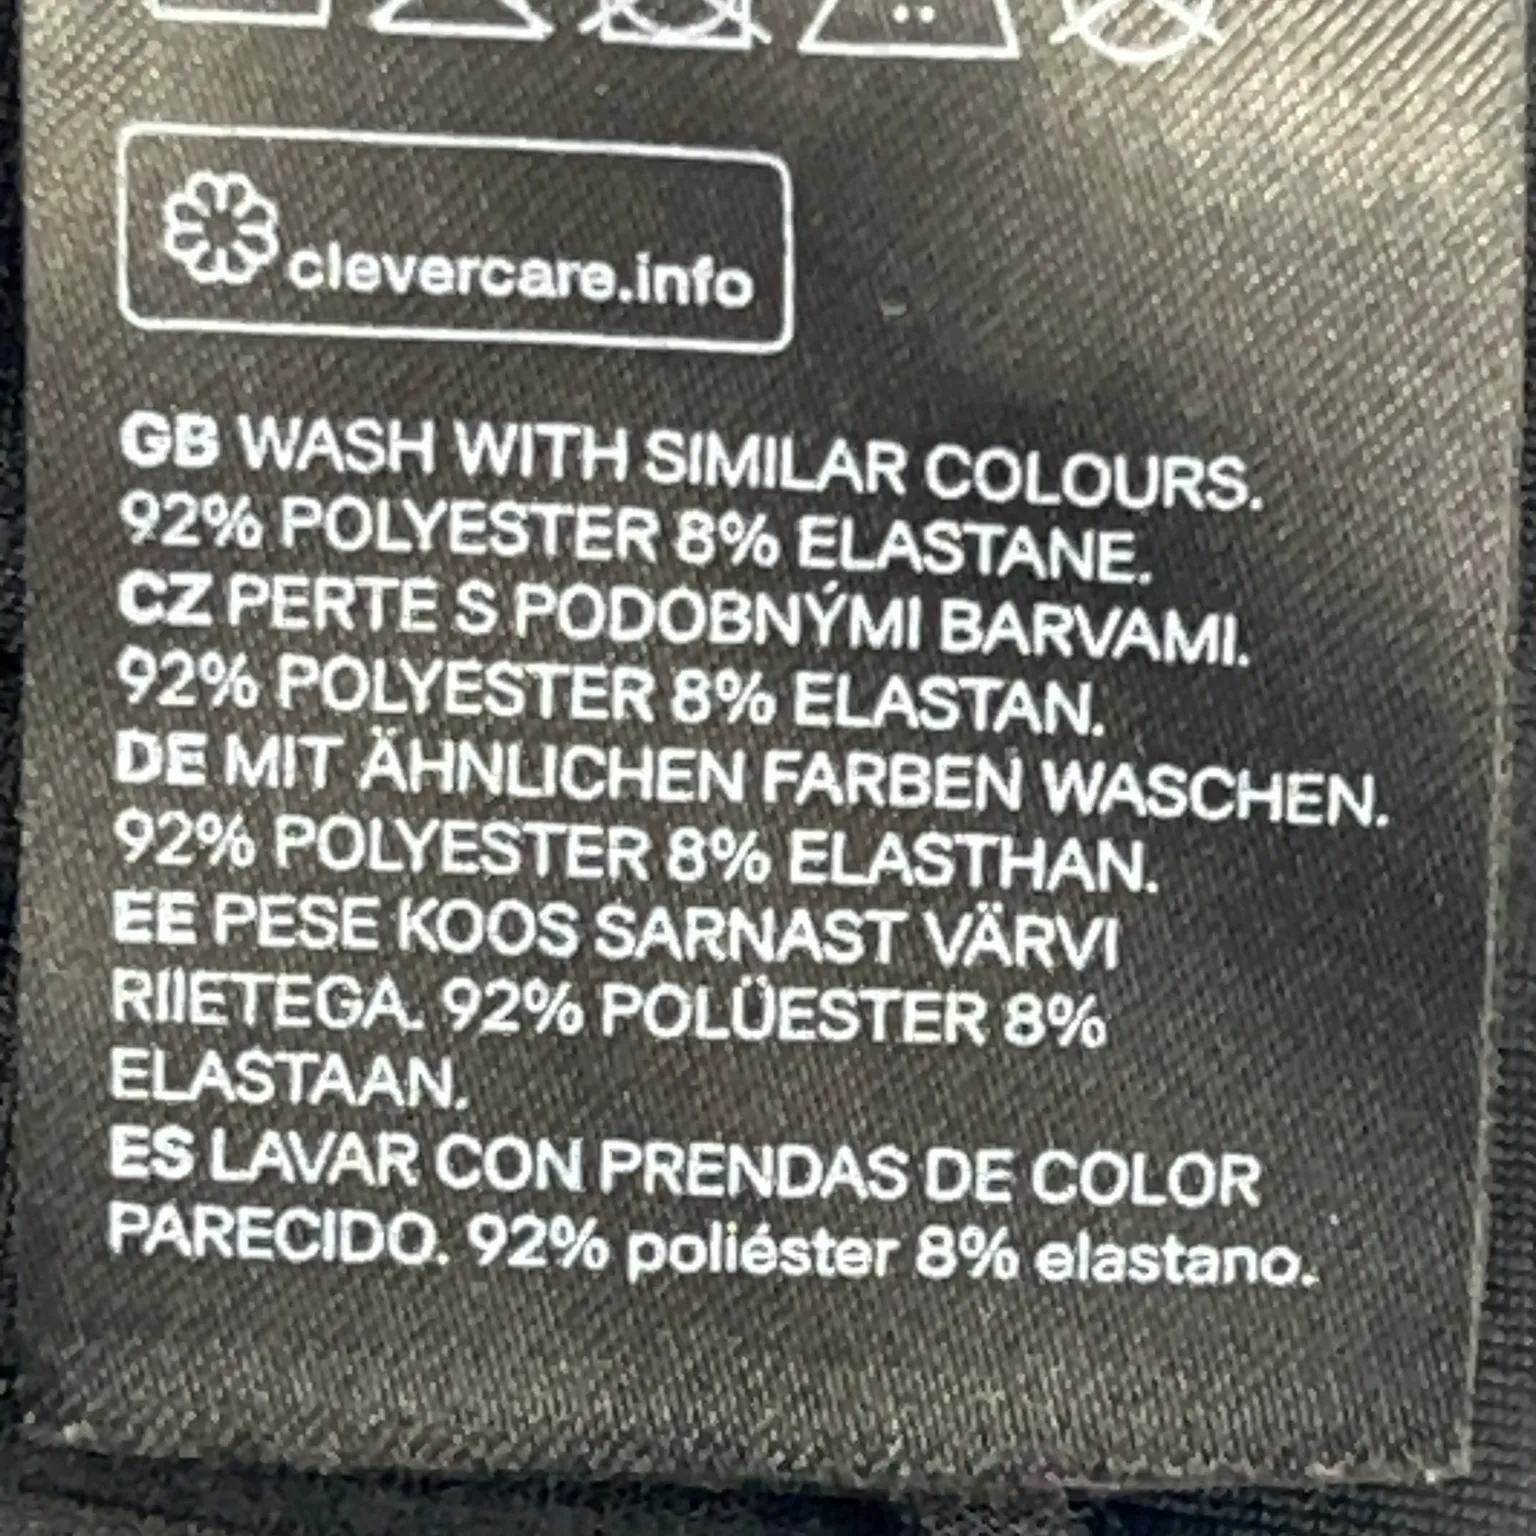 clevercare.info
GB WASH WITH SIMILAR COLOURS.
92% POLYESTER 8% ELASTANE.
CZ PERTE S PODOBNÝMI BARVAMI.
92% POLYESTER 8% ELASTAN.
DE MIT ÄHNLICHEN FARBEN WASCHEN.
92% POLYESTER 8% ELASTHAN.
EE PESE KOOS SARNAST VÄRVI
RIIETEGA. 92% POLÜESTER 8%
ELASTAAN.
ES LAVAR CON PRENDAS DE COLOR
PARECIDO. 92% poliéster 8% elastano.